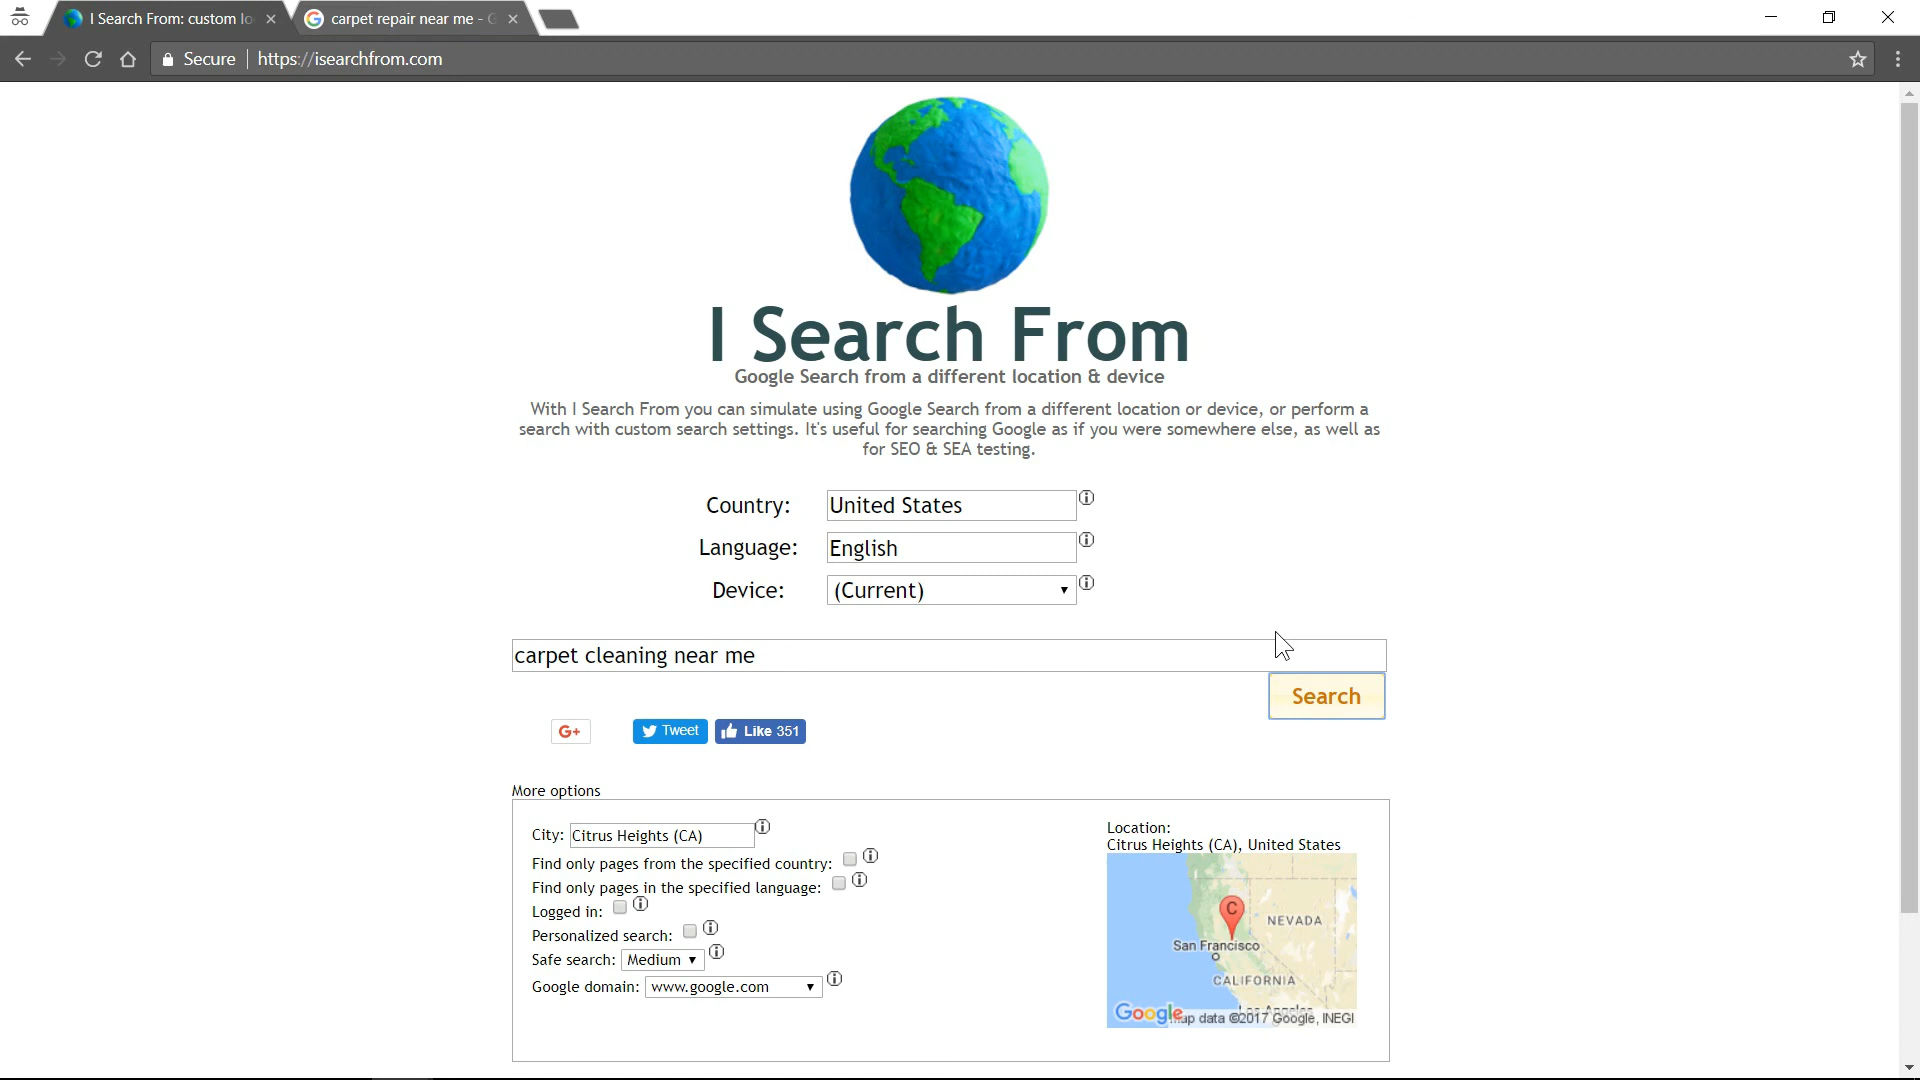 I Search From: custom lo
carpet repair near me - G
Secure
https://isearchfrom.com
I Search From
Google Search from a different location & device
With I Search From you can simulate using Google Search from a different location or device, or perform a
search with custom search settings. It's useful for searching Google as if you were somewhere else, as well as
for SEO & SEA testing.
Country: United States
Language: English
Device: (Current)
carpet cleaning near me
Search
G+ Tweet Like 351
More options
City: Citrus Heights (CA)
Find only pages from the specified country:
Find only pages in the specified language:
Logged in:
Personalized search:
Safe search: Medium
Google domain: www.google.com
Location:
Citrus Heights (CA), United States
C
NEVADA
San Francisco
CALIFORNIA
Los Angeles
Google
Map data ©2017 Google, INEGI